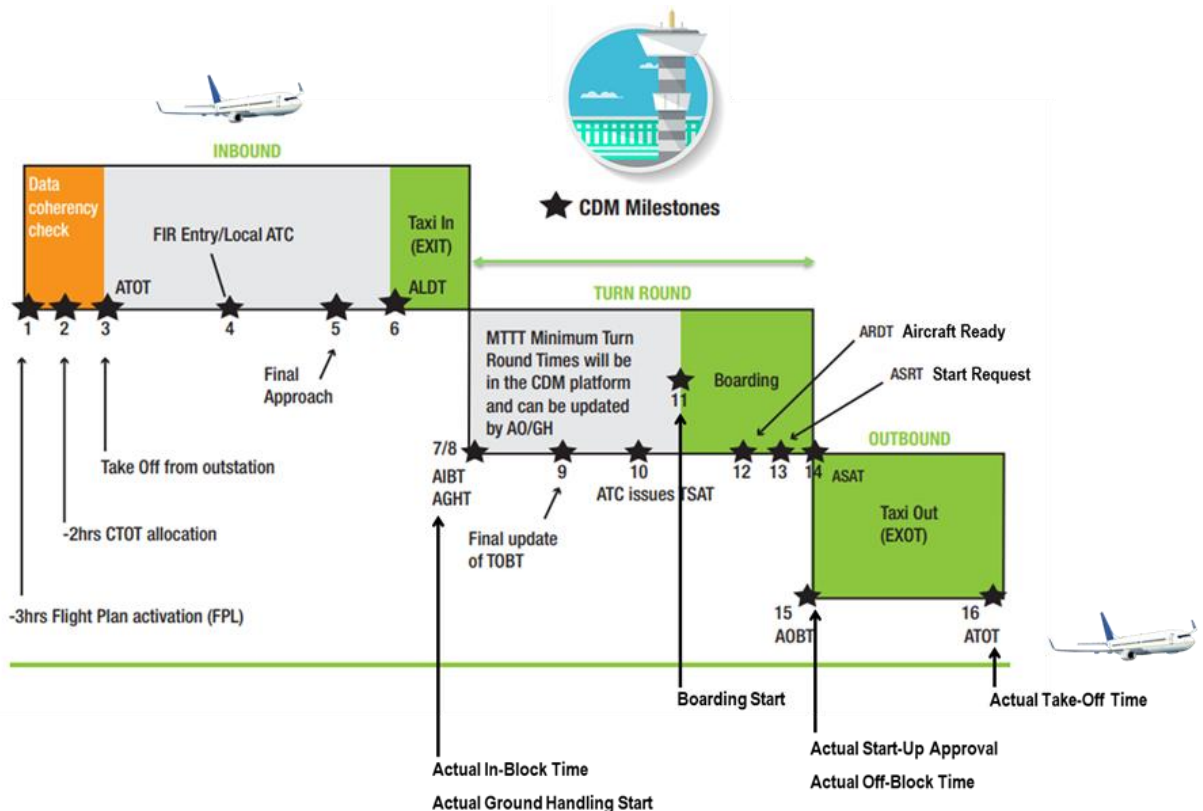 INBOUND
Data
coherency
check
FIR Entry/Local ATC
Taxi In
(EXIT)
CDM Milestones
ATOT
ALDT
1
2
3
4
5
6
TURN ROUND
Final
Approach
Take Off from outstation
-2hrs CTOT allocation
-3hrs Flight Plan activation (FPL)
MTTT Minimum Turn
Round Times will be
in the CDM platform
and can be updated
by AO/GH
11
Boarding
ARDT Aircraft Ready
ASRT Start Request
7/8
AIBT
AGHT
9
10
ATC issues TSAT
12
13
14
ASAT
OUTBOUND
Final update
of TOBT
Taxi Out
(EXOT)
15
AOBT
16
ATOT
Boarding Start
Actual Take-Off Time
Actual Start-Up Approval
Actual Off-Block Time
Actual In-Block Time
Actual Ground Handling Start